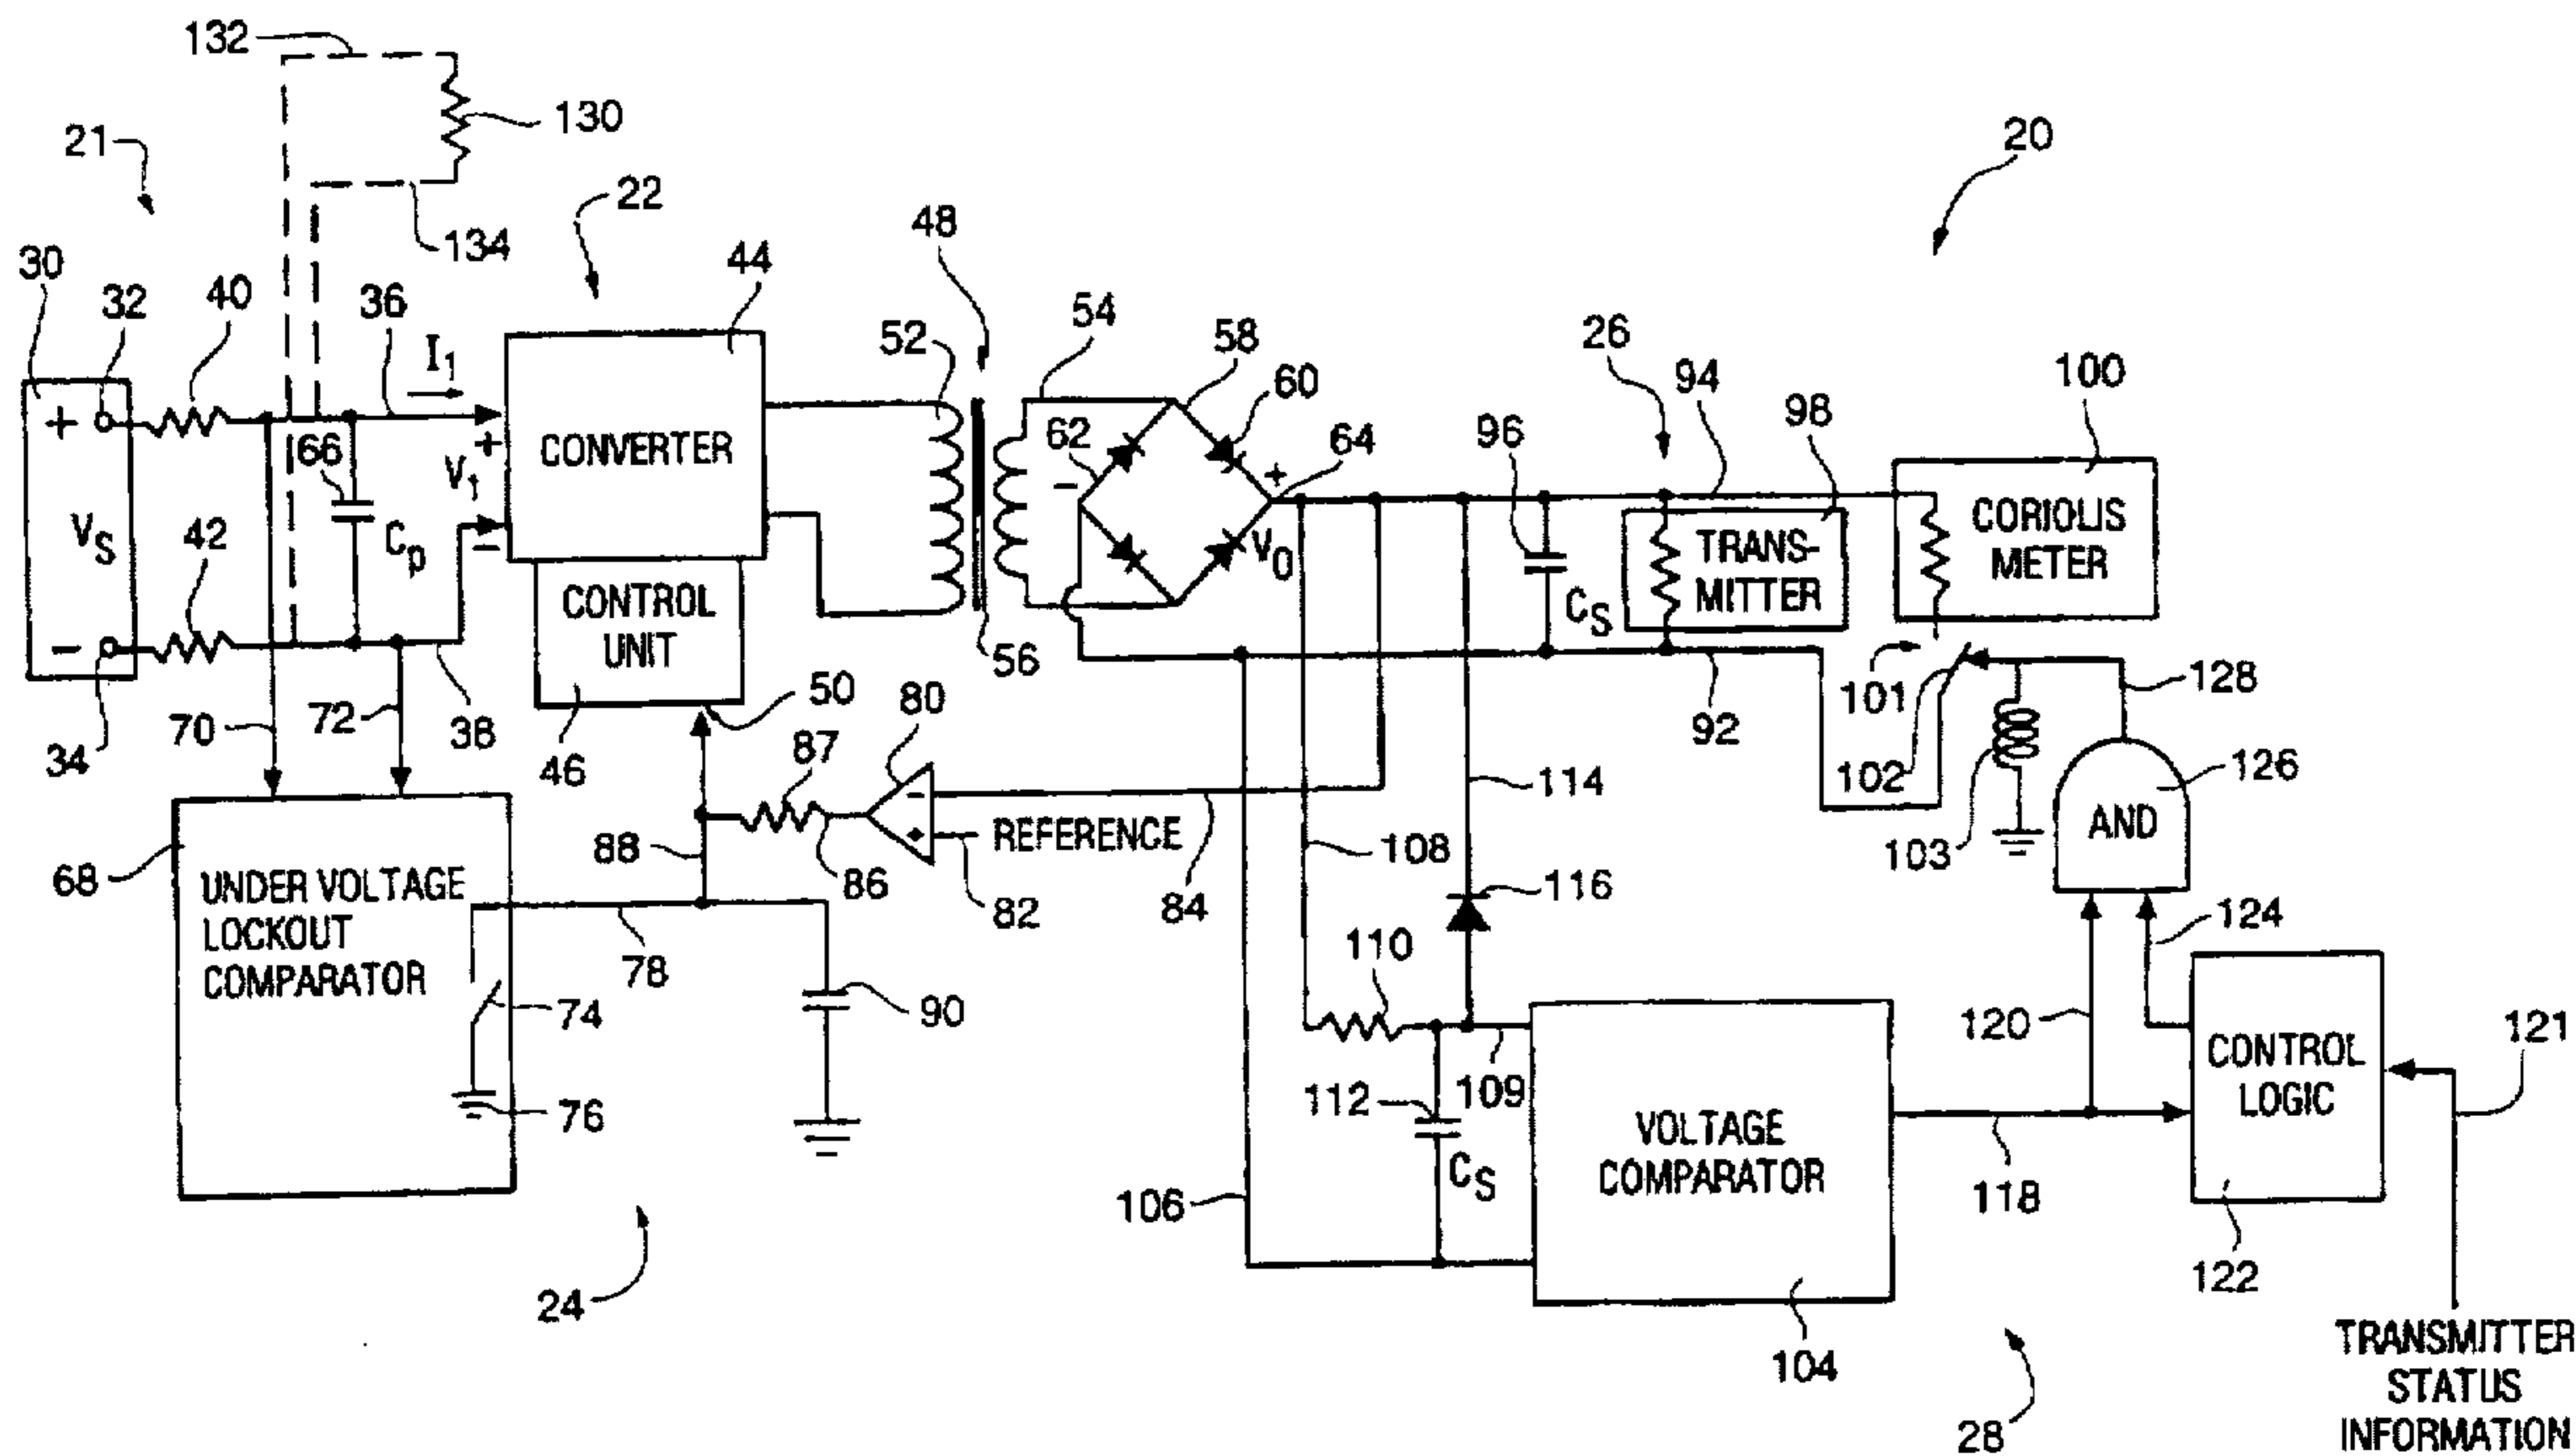 132
130
21
134
22
20
48
44
30
32
40
36
I1
54
58
60
52
62
64
26
94
98
100
96
+
66
+
V1
-
CONVERTER
-
+
VS
42
Cp
CONTROL
UNIT
V0
CS
TRANS-
MITTER
CORIOLIS
METER
-
34
70
72
38
46
50
56
87
80
92
101
102
103
128
126
AND
-
+
REFERENCE
88
86
82
84
108
114
116
68
UNDER VOLTAGE
LOCKOUT
COMPARATOR
78
74
76
90
110
109
112
CS
106
120
124
VOLTAGE
COMPARATOR
118
CONTROL
LOGIC
121
122
24
104
28
TRANSMITTER
STATUS
INFORMATION